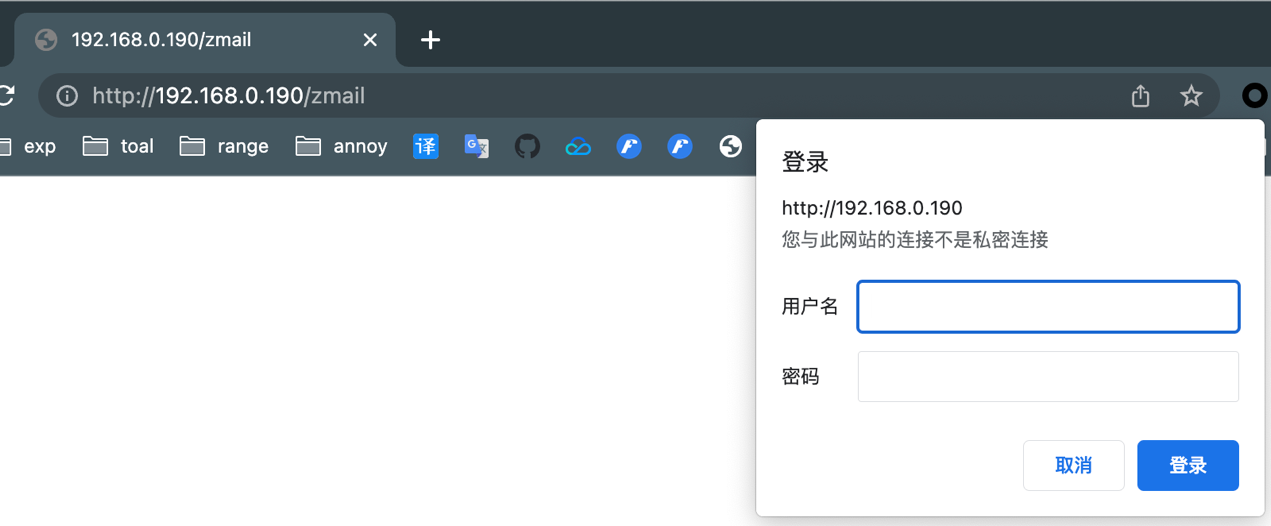 192.168.0.190/zmail
http://192.168.0.190/zmail
exp toal range annoy 译
登录
http://192.168.0.190
您与此网站的连接不是私密连接
用户名
密码
取消 登录